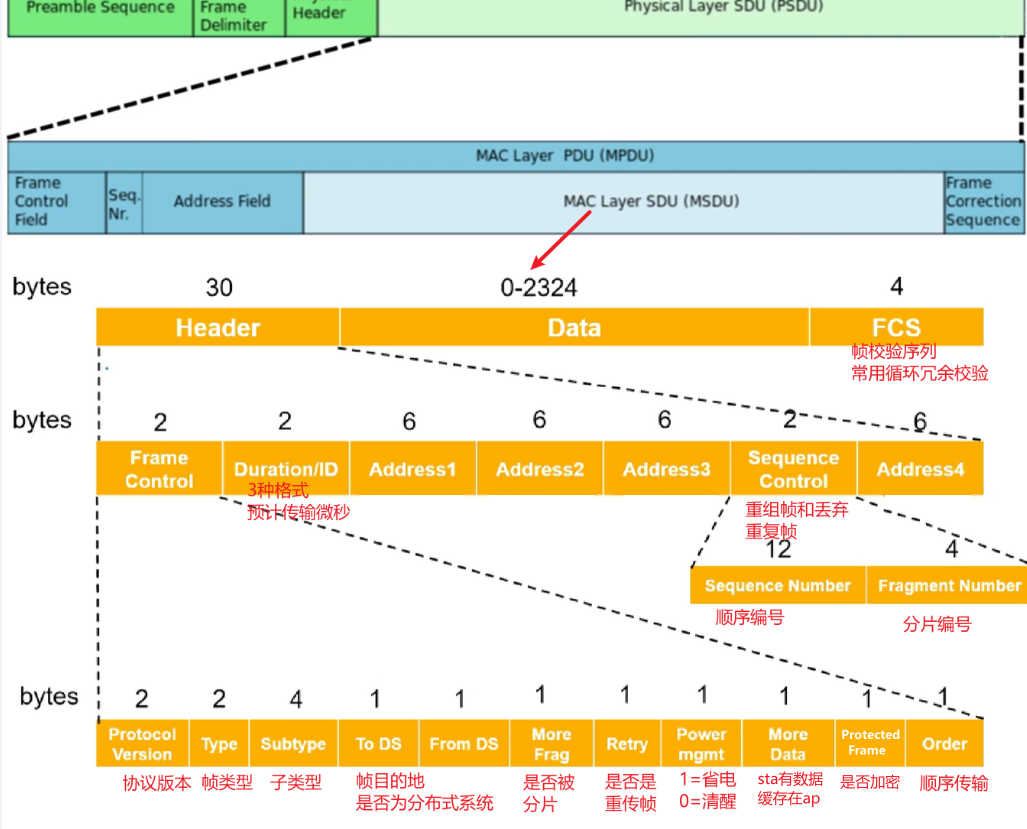 Preamble Sequence
Frame
Delimiter
Header
Physical Layer SDU (PSDU)
MAC Layer PDU (MPDU)
Frame
Control
Field
Seq.
Nr.
Address Field
MAC Layer SDU (MSDU)
Frame
Correction
Sequence
bytes 30 0-2324 4
Header Data FCS
帧校验序列
常用循环冗余校验
bytes 2 2 6 6 6 2 6
Frame
Control
Duration/ID
Address1
Address2
Address3
Sequence
Control
Address4
3种格式
预计传输微秒
重组帧和丢弃
重复帧
12 4
Sequence Number Fragment Number
顺序编号
分片编号
bytes 2 2 4 1 1 1 1 1 1 1 1
Protocol
Version
Type
Subtype
To DS
From DS
More
Frag
Retry
Power
mgmt
More
Data
Protected
Frame
Order
协议版本
帧类型
子类型
帧目的地
是否为分布式系统
是否被
分片
是否是
重传帧
1=省电
0=清醒
sta有数据
缓存在ap
是否加密
顺序传输